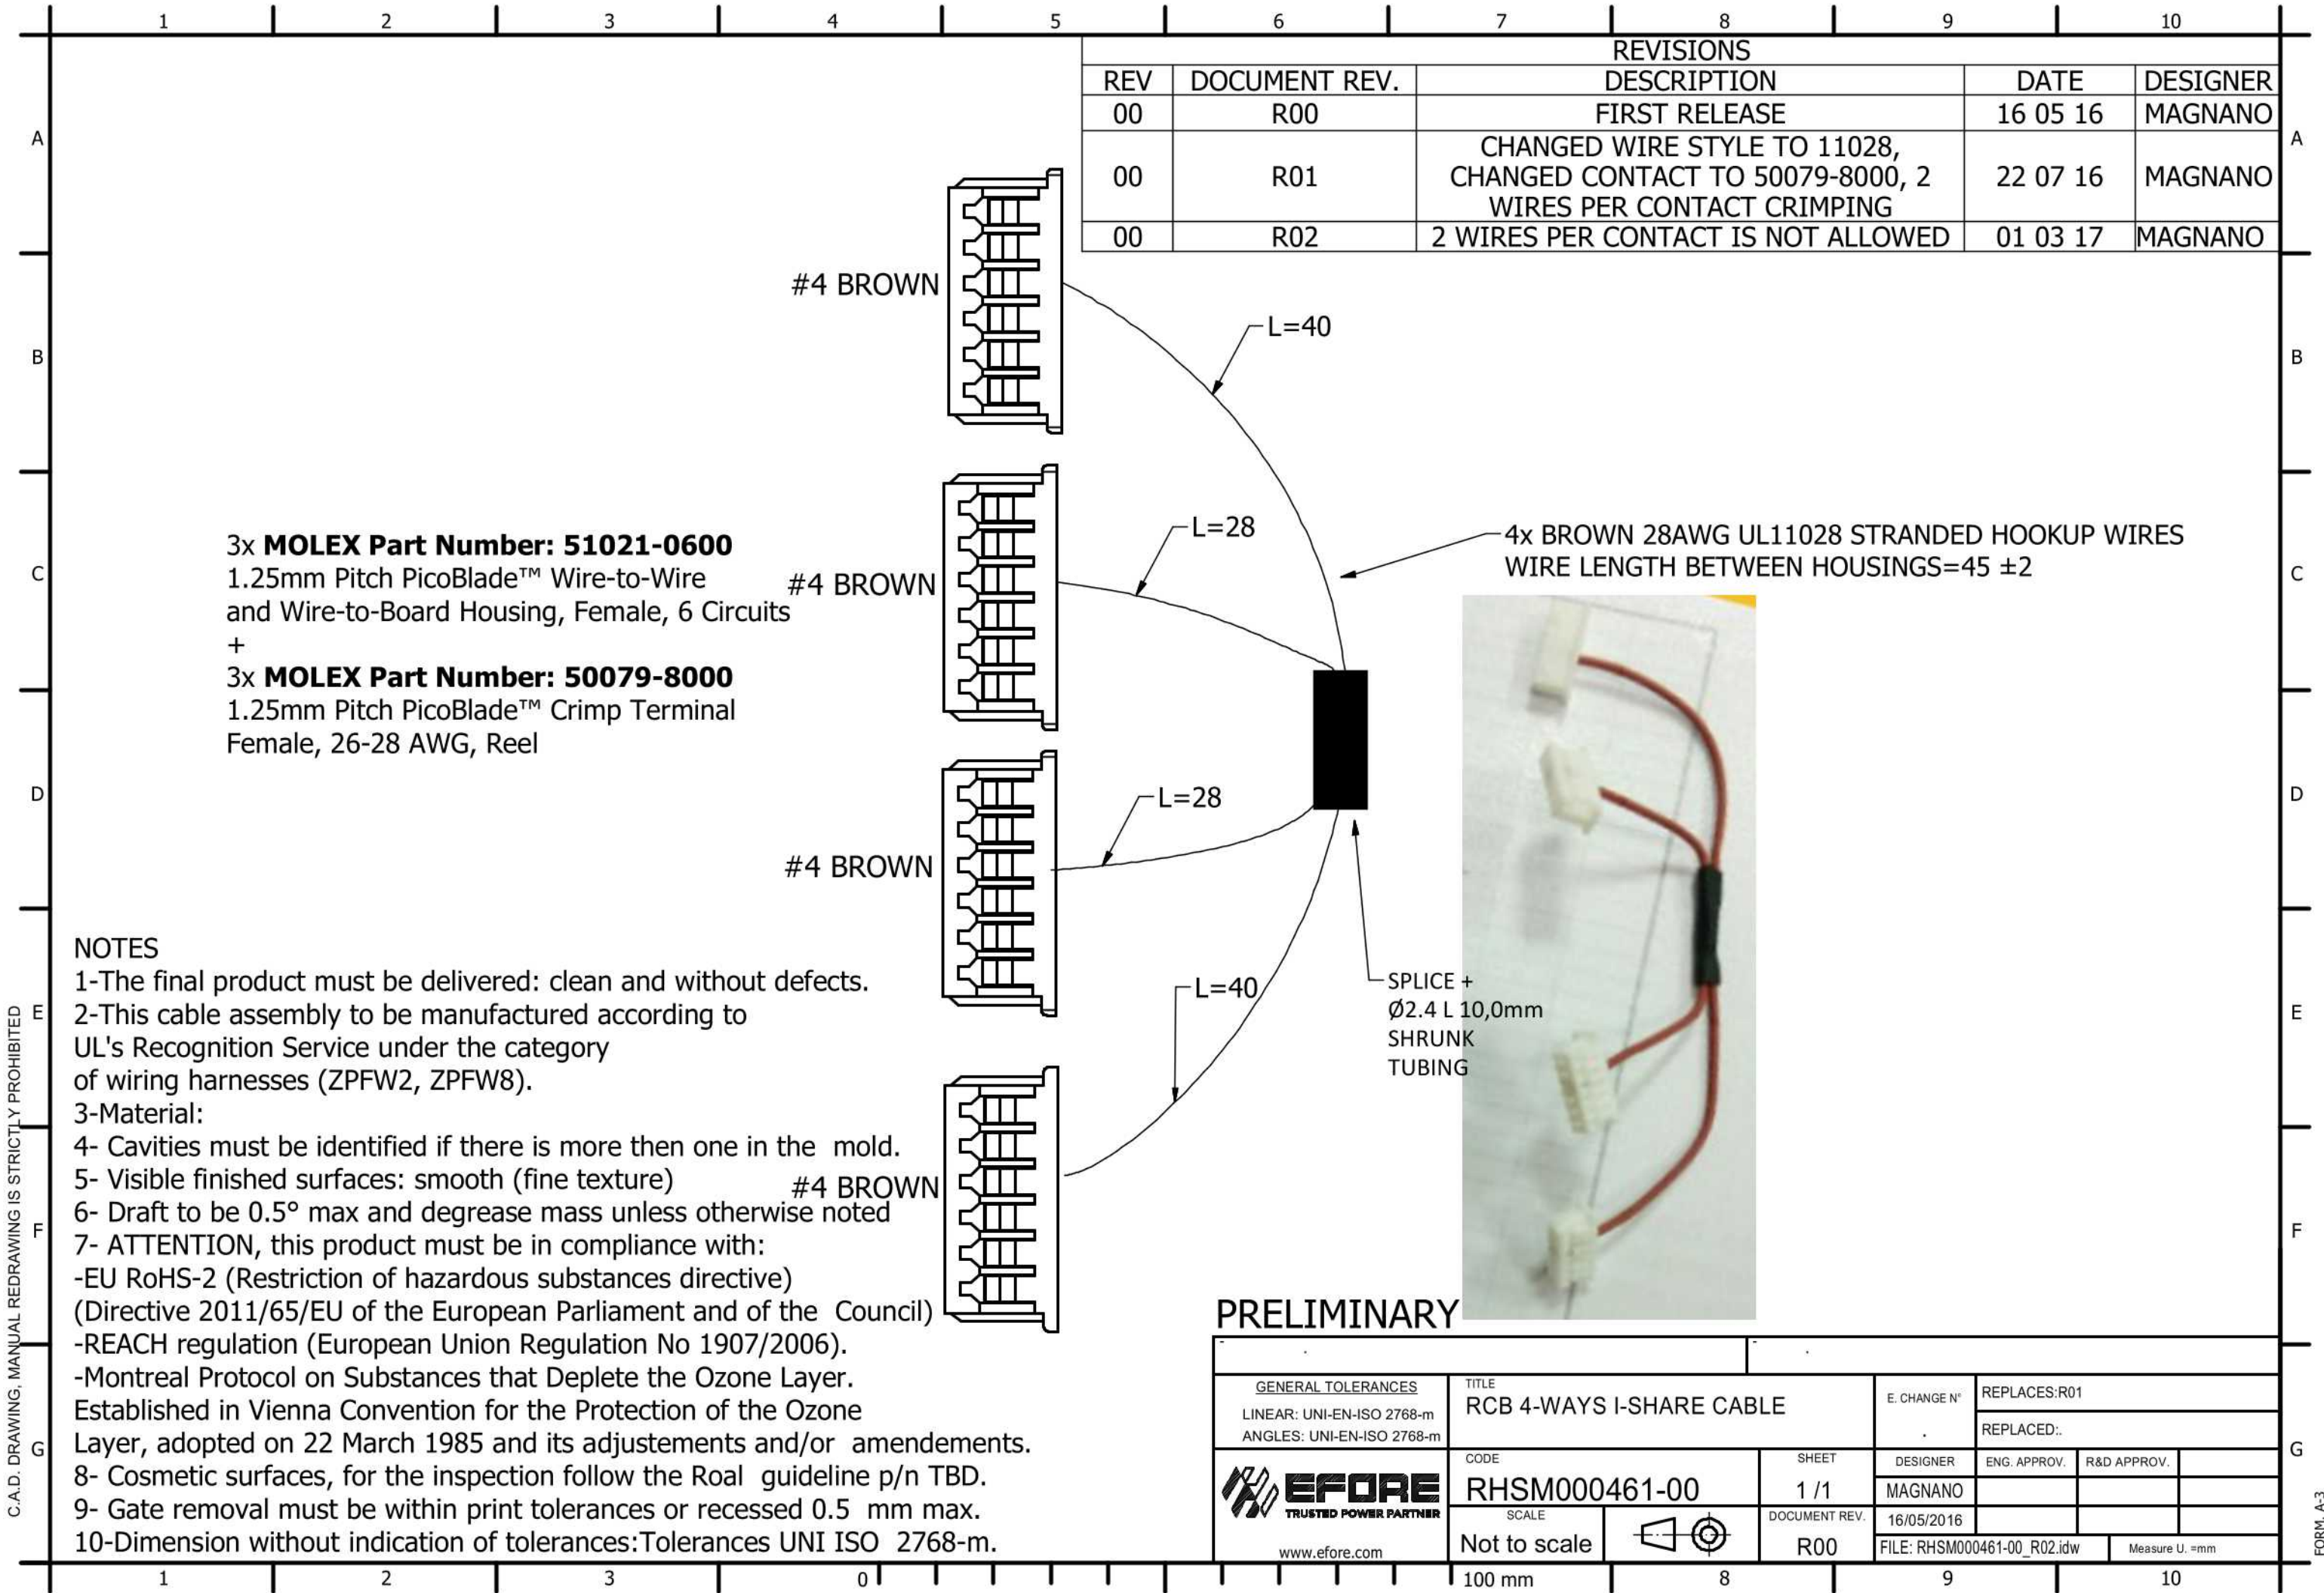 1 2 3 4 5 6 7 8 9 10
REVISIONS
REV DOCUMENT REV. DESCRIPTION DATE DESIGNER
00 R00 FIRST RELEASE 16 05 16 MAGNANO
00 R01 CHANGED WIRE STYLE TO 11028,
CHANGED CONTACT TO 50079-8000, 2
WIRES PER CONTACT CRIMPING 22 07 16 MAGNANO
00 R02 2 WIRES PER CONTACT IS NOT ALLOWED 01 03 17 MAGNANO
A A
B B
C C
D D
E E
F F
G G
#4 BROWN
L=40
L=28
#4 BROWN
4x BROWN 28AWG UL11028 STRANDED HOOKUP WIRES
WIRE LENGTH BETWEEN HOUSINGS=45 ±2
3x MOLEX Part Number: 51021-0600
1.25mm Pitch PicoBlade™ Wire-to-Wire
and Wire-to-Board Housing, Female, 6 Circuits
+
3x MOLEX Part Number: 50079-8000
1.25mm Pitch PicoBlade™ Crimp Terminal
Female, 26-28 AWG, Reel
L=28
#4 BROWN
L=40
SPLICE +
Ø2.4 L 10,0mm
SHRUNK
TUBING
#4 BROWN
NOTES
1-The final product must be delivered: clean and without defects.
2-This cable assembly to be manufactured according to
UL's Recognition Service under the category
of wiring harnesses (ZPFW2, ZPFW8).
3-Material:
4- Cavities must be identified if there is more then one in the mold.
5- Visible finished surfaces: smooth (fine texture)
6- Draft to be 0.5° max and degrease mass unless otherwise noted
7- ATTENTION, this product must be in compliance with:
-EU RoHS-2 (Restriction of hazardous substances directive)
(Directive 2011/65/EU of the European Parliament and of the Council)
-REACH regulation (European Union Regulation No 1907/2006).
-Montreal Protocol on Substances that Deplete the Ozone Layer.
Established in Vienna Convention for the Protection of the Ozone
Layer, adopted on 22 March 1985 and its adjustements and/or amendements.
8- Cosmetic surfaces, for the inspection follow the Roal guideline p/n TBD.
9- Gate removal must be within print tolerances or recessed 0.5 mm max.
10-Dimension without indication of tolerances:Tolerances UNI ISO 2768-m.
C.A.D. DRAWING, MANUAL REDRAWING IS STRICTLY PROHIBITED
PRELIMINARY
- . - .
GENERAL TOLERANCES
LINEAR: UNI-EN-ISO 2768-m
ANGLES: UNI-EN-ISO 2768-m
TITLE
RCB 4-WAYS I-SHARE CABLE
E. CHANGE N°
.
REPLACES:R01
REPLACED:.
EFORE
TRUSTED POWER PARTNER
www.efore.com
CODE
RHSM000461-00
SHEET
1 /1
SCALE
Not to scale
DOCUMENT REV.
R00
DESIGNER ENG. APPROV. R&D APPROV.
MAGNANO
16/05/2016
FILE: RHSM000461-00_R02.idw Measure U. =mm
FORM. A-3
1 2 3 0 100 mm 8 9 10